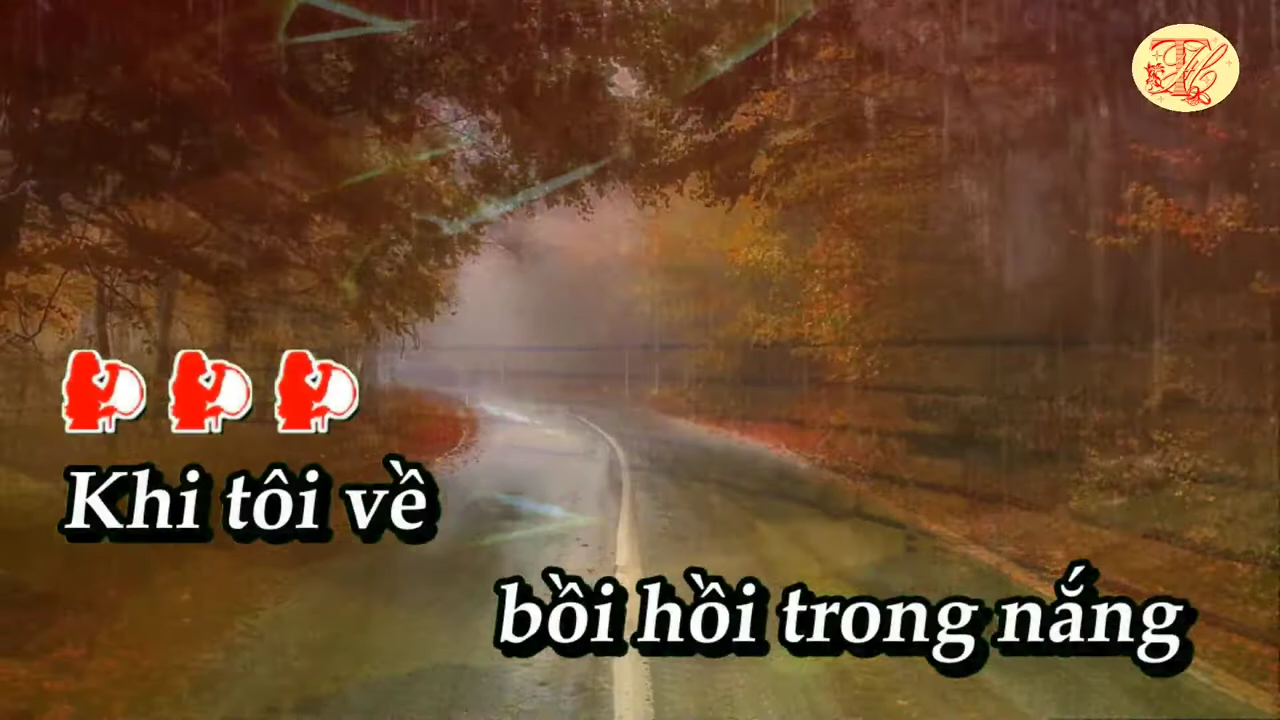 Khi tôi về
bồi hồi trong nắng